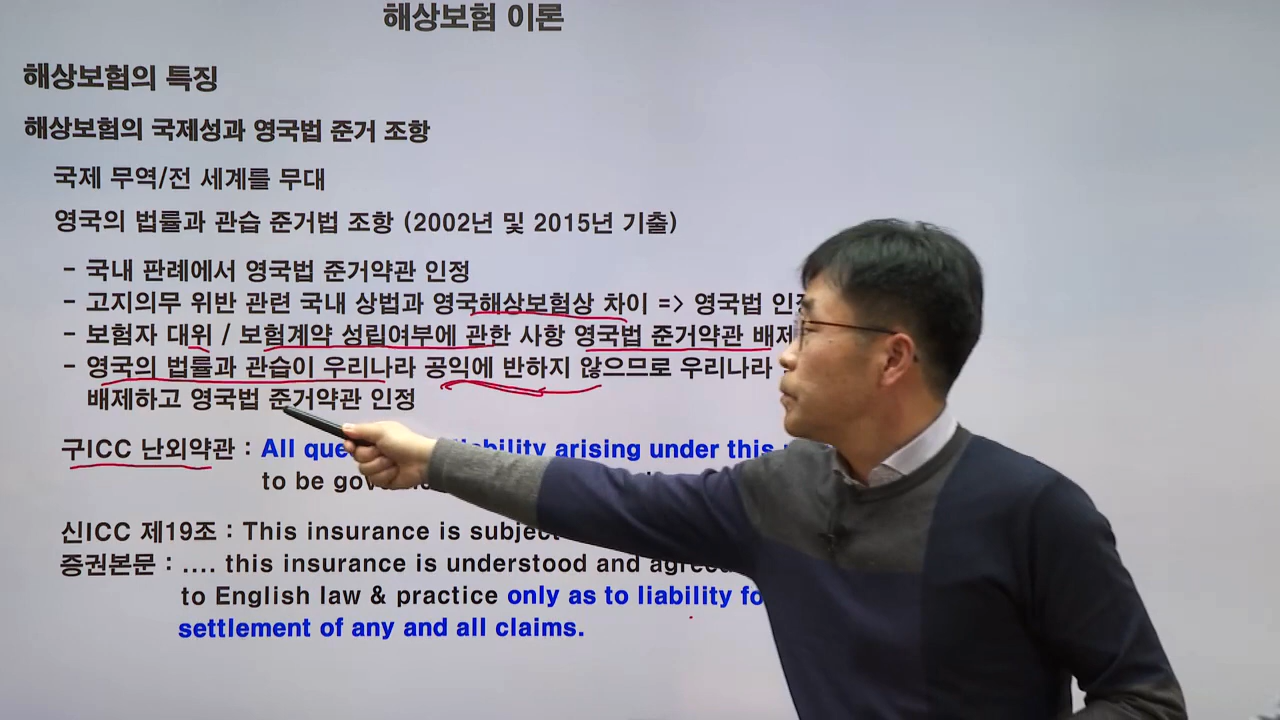 해상보험 이론
해상보험의 특징
해상보험의 국제성과 영국법 준거 조항
국제 무역/전 세계를 무대
영국의 법률과 관습 준거법 조항 (2002년 및 2015년 기출)
- 국내 판례에서 영국법 준거약관 인정
- 고지의무 위반 관련 국내 상법과 영국해상보험상 차이 => 영국법
- 보험자 대위 / 보험계약 성립여부에 관한 사항 영국법 준거약관
- 영국의 법률과 관습이 우리나라 공익에 반하지 않으므로 우리나라
배제하고 영국법 준거약관 인정
구ICC 난외약관 : All arising under this
to be
신ICC 제19조 : This insurance is
증권본문 : .... this insurance is understood and
to English law & practice only as to liability
settlement of any and all claims.